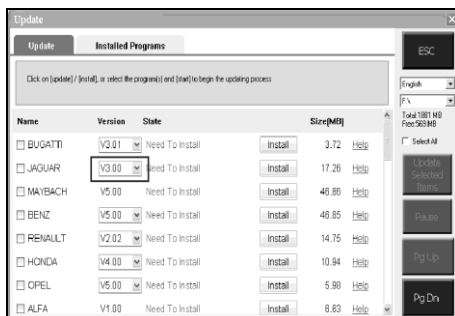 Update
Update Installed Programs
ESC
Click on [update] / [install], or select the program(s) and [start] to begin the updating process
English
F:\
Total:1881 MB
Free:569 MB
Select All
Name Version State Size(MB)
BUGATTI V3.01 Need To Install Install 3.72 Help
JAGUAR V3.00 Need To Install Install 17.26 Help
MAYBACH V5.00 Need To Install Install 46.86 Help
BENZ V5.00 Need To Install Install 46.85 Help
RENAULT V2.02 Need To Install Install 14.75 Help
HONDA V4.00 Need To Install Install 10.94 Help
OPEL V5.00 Need To Install Install 5.98 Help
ALFA V1.00 Need To Install Install 6.63 Help
Update
Selected
Items
Pause
Pg Up
Pg Dn